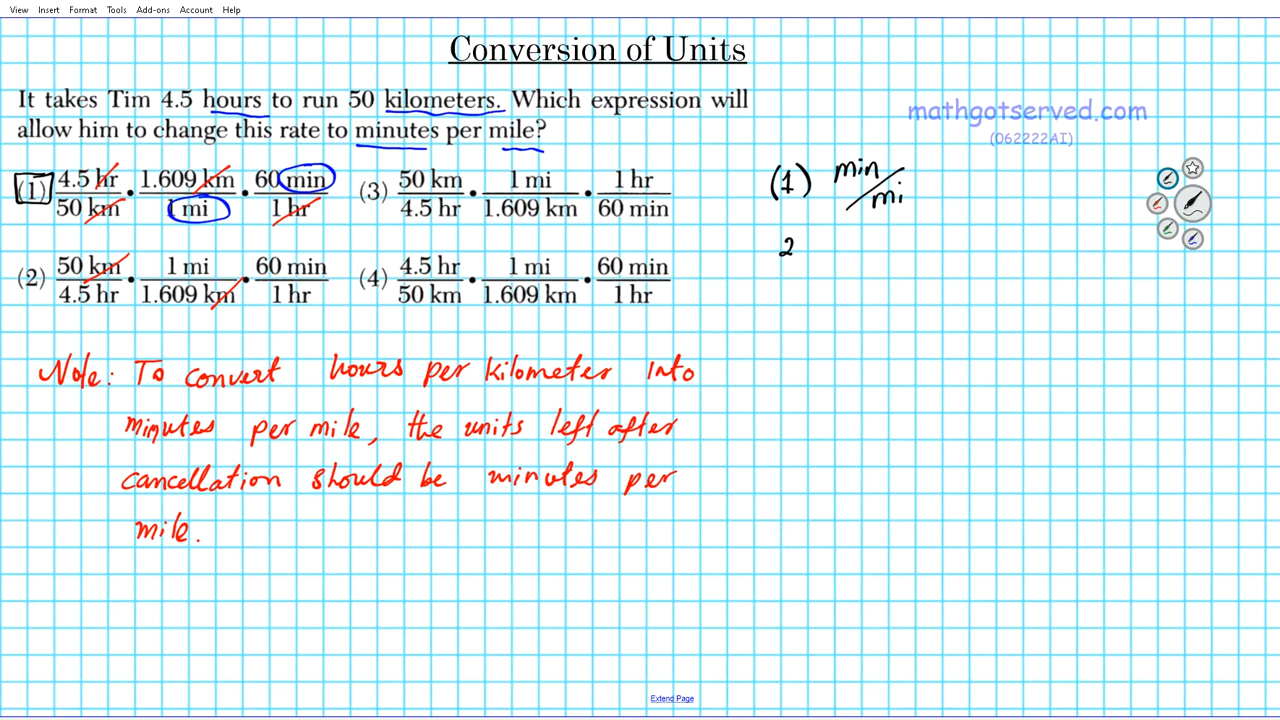 View Insert Format Tools Add-ons Account Help
Conversion of Units
It takes Tim 4.5 hours to run 50 kilometers. Which expression will
allow him to change this rate to minutes per mile?
mathgotserved.com
(062222AI)
(1) 4.5 hr/50 km • 1.609 km/1 mi • 60 min/1 hr
(3) 50 km/4.5 hr • 1 mi/1.609 km • 1 hr/60 min
(2) 50 km/4.5 hr • 1 mi/1.609 km • 60 min/1 hr
(4) 4.5 hr/50 km • 1 mi/1.609 km • 60 min/1 hr
(1) min/mi
2
Note: To convert hours per kilometer into
minutes per mile, the units left after
cancellation should be minutes per
mile.
Extend Page